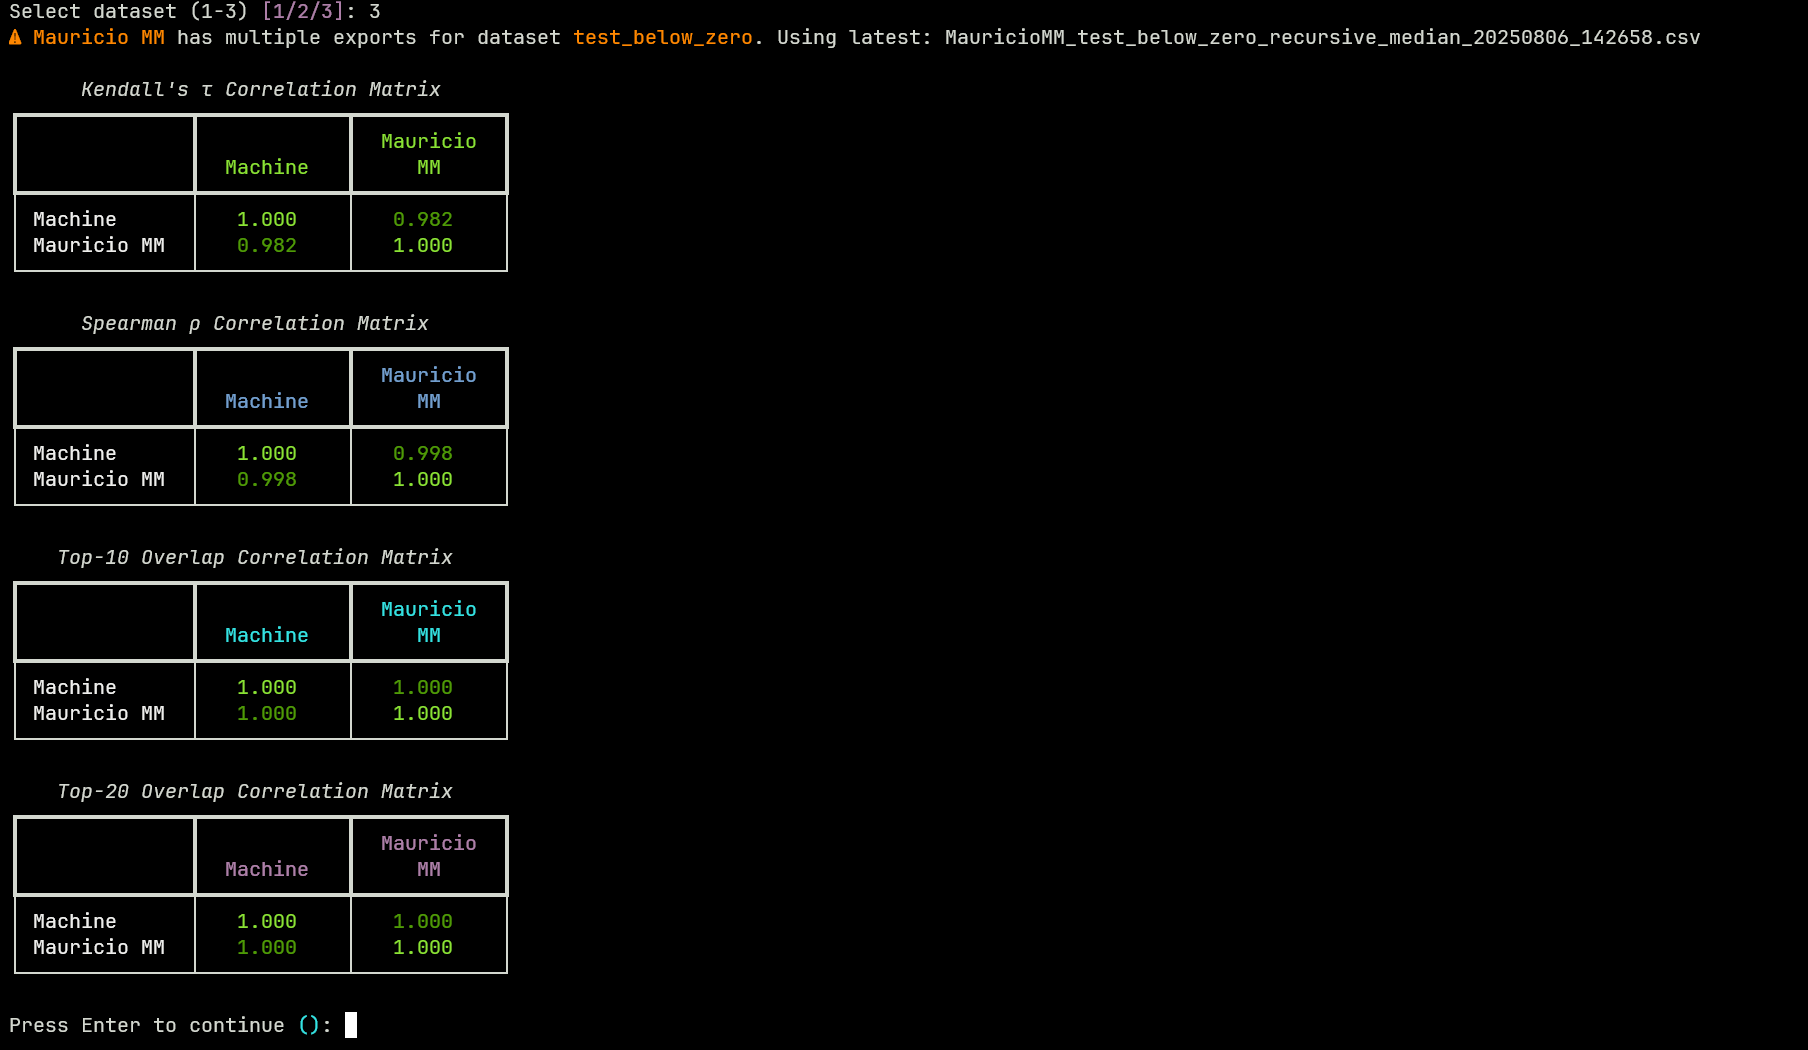 Select dataset (1-3) [1/2/3]: 3
⚠ Mauricio MM has multiple exports for dataset test_below_zero. Using latest: MauricioMM_test_below_zero_recursive_median_20250806_142658.csv
Kendall's τ Correlation Matrix
Mauricio
Machine MM
Machine 1.000 0.982
Mauricio MM 0.982 1.000
Spearman ρ Correlation Matrix
Mauricio
Machine MM
Machine 1.000 0.998
Mauricio MM 0.998 1.000
Top-10 Overlap Correlation Matrix
Mauricio
Machine MM
Machine 1.000 1.000
Mauricio MM 1.000 1.000
Top-20 Overlap Correlation Matrix
Mauricio
Machine MM
Machine 1.000 1.000
Mauricio MM 1.000 1.000
Press Enter to continue ():